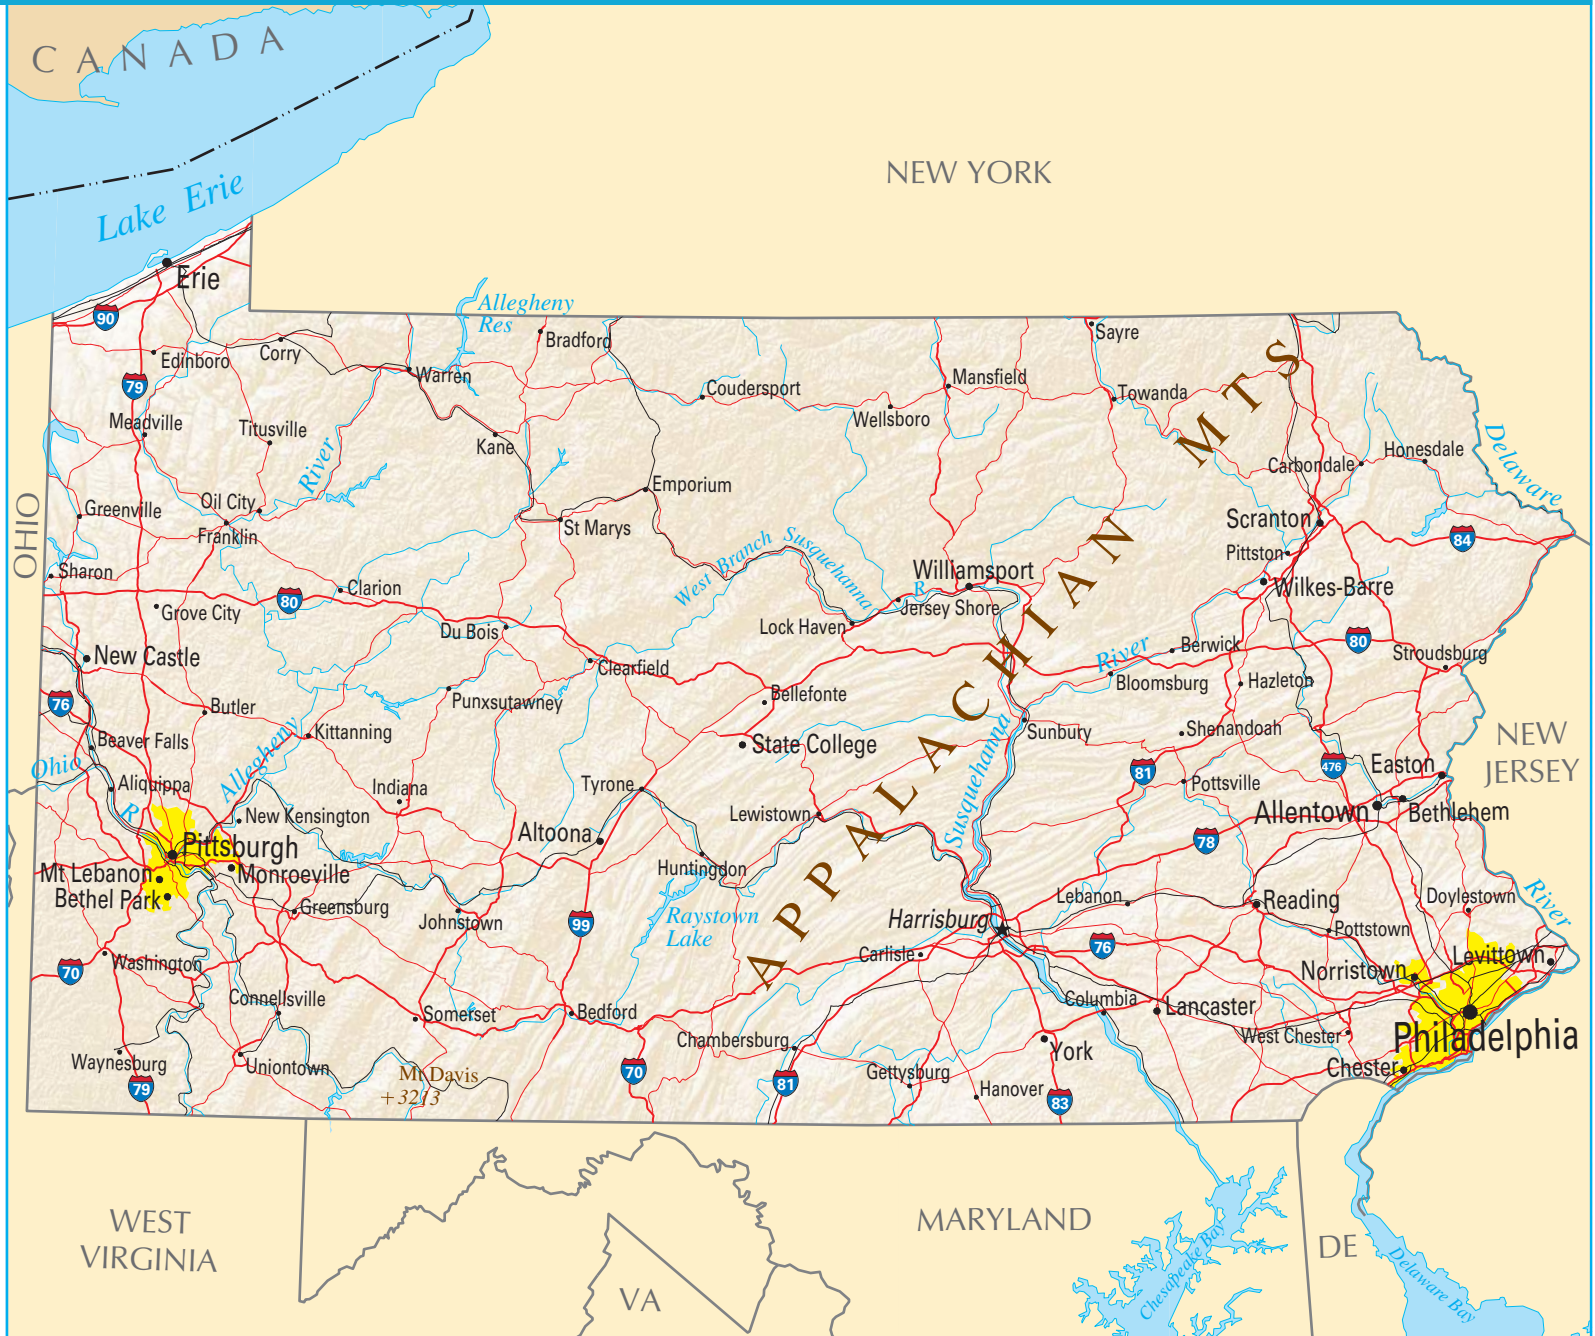 CANADA
NEW YORK
Lake Erie
Erie
90
Allegheny
Res
Bradford
Sayre
Edinboro
Corry
Warren
79
Coudersport
Mansfield
Towanda
APPALACHIAN MTS
Wellsboro
Meadville
Titusville
Kane
River
Delaware
Honesdale
Carbondale
Emporium
OHIO
Greenville
Oil City
Franklin
St Marys
Scranton
84
Pittston
West Branch Susquehanna R
Williamsport
Wilkes-Barre
Sharon
Clarion
80
Grove City
Jersey Shore
Lock Haven
Du Bois
80
New Castle
Clearfield
River
Berwick
Stroudsburg
76
Butler
Punxsutawney
Bellefonte
Bloomsburg
Hazleton
Beaver Falls
Kittanning
State College
Sunbury
Shenandoah
NEW
JERSEY
Ohio
R
Aliquippa
Allegheny
Indiana
Tyrone
Susquehanna
81
476
Easton
Pottsville
New Kensington
Lewistown
Allentown
Bethlehem
Altoona
78
Pittsburgh
Mt Lebanon
Monroeville
Bethel Park
Huntingdon
Lebanon
Reading
Doylestown
River
Greensburg
Johnstown
99
Raystown
Lake
Harrisburg
Pottstown
76
Carlisle
Levittown
Norristown
70
Washington
Connellsville
Somerset
Bedford
Columbia
Lancaster
West Chester
Philadelphia
Chambersburg
York
Waynesburg
Uniontown
Mt Davis
+3213
70
81
Gettysburg
Hanover
83
Chester
79
WEST
VIRGINIA
MARYLAND
DE
VA
Chesapeake Bay
Delaware Bay